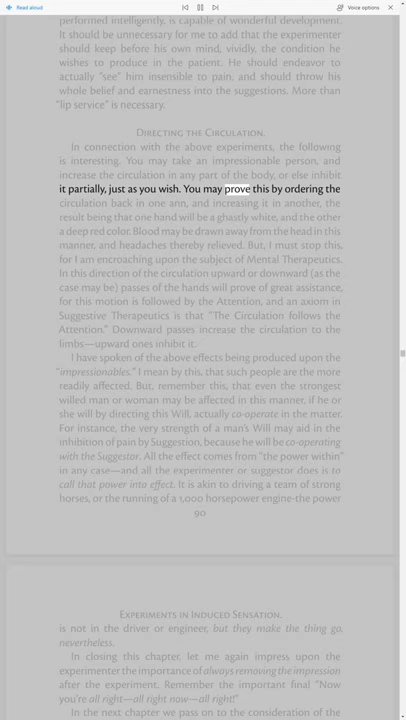 Read aloud
Voice options
performed intelligently, is capable of wonderful development.
It should be unnecessary for me to add that the experimenter
should keep before his own mind, vividly, the condition he
wishes to produce in the patient. He should endeavor to
actually "see" him insensible to pain, and should throw his
whole belief and earnestness into the suggestions. More than
"lip service" is necessary.
Directing the Circulation.
In connection with the above experiments, the following
is interesting. You may take an impressionable person, and
increase the circulation in any part of the body, or else inhibit
it partially, just as you wish. You may prove this by ordering the
circulation back in one arm, and increasing it in another, the
result being that one hand will be a ghastly white, and the other
a deep red color. Blood may be drawn away from the head in this
manner, and headaches thereby relieved. But, I must stop this,
for I am encroaching upon the subject of Mental Therapeutics.
In this direction of the circulation upward or downward (as the
case may be) passes of the hands will prove of great assistance,
for this motion is followed by the Attention, and an axiom in
Suggestive Therapeutics is that "The Circulation follows the
Attention." Downward passes increase the circulation to the
limbs—upward ones inhibit it.
I have spoken of the above effects being produced upon the
"impressionables." I mean by this, that such people are the more
readily affected. But, remember this, that even the strongest
willed man or woman may be affected in this manner, if he or
she will by directing this Will, actually co-operate in the matter.
For instance, the very strength of a man's Will may aid in the
inhibition of pain by Suggestion, because he will be co-operating
with the Suggestor. All the effect comes from "the power within"
in any case—and all the experimenter or suggestor does is to
call that power into effect. It is akin to driving a team of strong
horses, or the running of a 1,000 horsepower engine-the power
90
Experiments in Induced Sensation.
is not in the driver or engineer, but they make the thing go,
nevertheless.
In closing this chapter, let me again impress upon the
experimenter the importance of always removing the impression
after the experiment. Remember the important final "Now
you're all right—all right now—all right!"
In the next chapter we pass on to the consideration of the